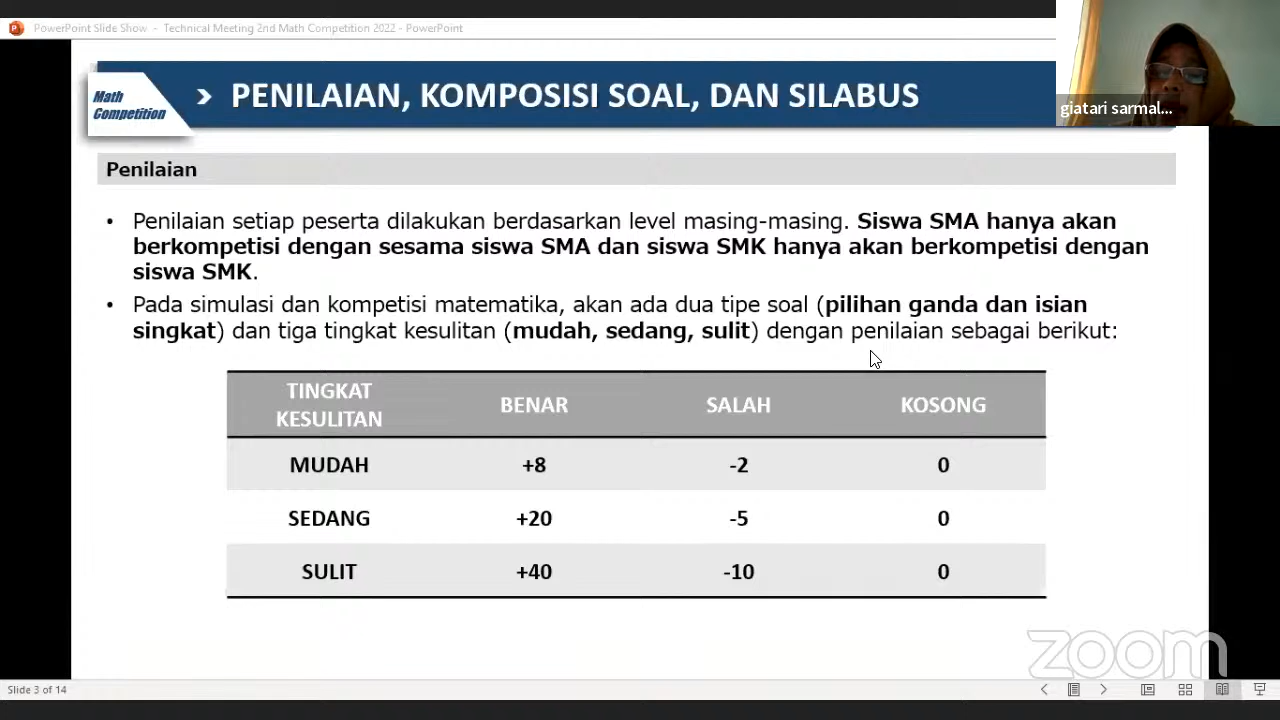 PowerPoint Slide Show - Technical Meeting 2nd Math Competition 2022 - PowerPoint
giatari sarmal...
Math
Competition
PENILAIAN, KOMPOSISI SOAL, DAN SILABUS
Penilaian
• Penilaian setiap peserta dilakukan berdasarkan level masing-masing. Siswa SMA hanya akan
berkompetisi dengan sesama siswa SMA dan siswa SMK hanya akan berkompetisi dengan
siswa SMK.
• Pada simulasi dan kompetisi matematika, akan ada dua tipe soal (pilihan ganda dan isian
singkat) dan tiga tingkat kesulitan (mudah, sedang, sulit) dengan penilaian sebagai berikut:
TINGKAT
KESULITAN BENAR SALAH KOSONG
MUDAH +8 -2 0
SEDANG +20 -5 0
SULIT +40 -10 0
zoom
Slide 3 of 14